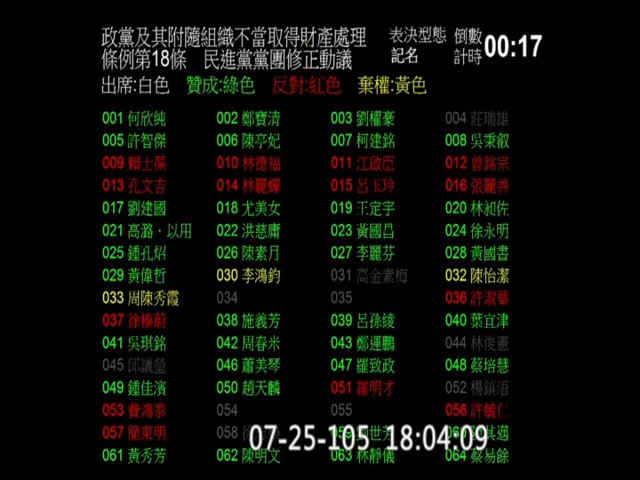 政黨及其附隨組織不當取得財產處理 表決型態 倒數 00:17
條例第18條 民進黨黨團修正動議 記名 計時
出席:白色 贊成:綠色 反對:紅色 棄權:黃色
001 何欣純 002 鄭寶清 003 劉櫂豪 004 莊瑞雄
005 許智傑 006 陳亭妃 007 柯建銘 008 吳秉叡
009 賴士葆 010 林德福 011 江啟臣 012 曾銘宗
013 孔文吉 014 林麗蟬 015 呂玉玲 016 張麗善
017 劉建國 018 尤美女 019 王定宇 020 林昶佐
021 高潞．以用 022 洪慈庸 023 黃國昌 024 徐永明
025 鍾孔炤 026 陳素月 027 李麗芬 028 黃國書
029 黃偉哲 030 李鴻鈞 031 高金素梅 032 陳怡潔
033 周陳秀霞 034 035 036 許淑華
037 徐榛蔚 038 施義芳 039 呂孫綾 040 葉宜津
041 吳琪銘 042 周春米 043 鄭運鵬 044 林俊憲
045 邱議瑩 046 蕭美琴 047 羅致政 048 蔡培慧
049 鍾佳濱 050 趙天麟 051 羅明才 052 楊鎮浯
053 費鴻泰 054 055 056 許毓仁
057 簡東明 058
07-25-105 18:04:09
061 黃秀芳 062 陳明文 063 林靜儀 064 蔡易餘